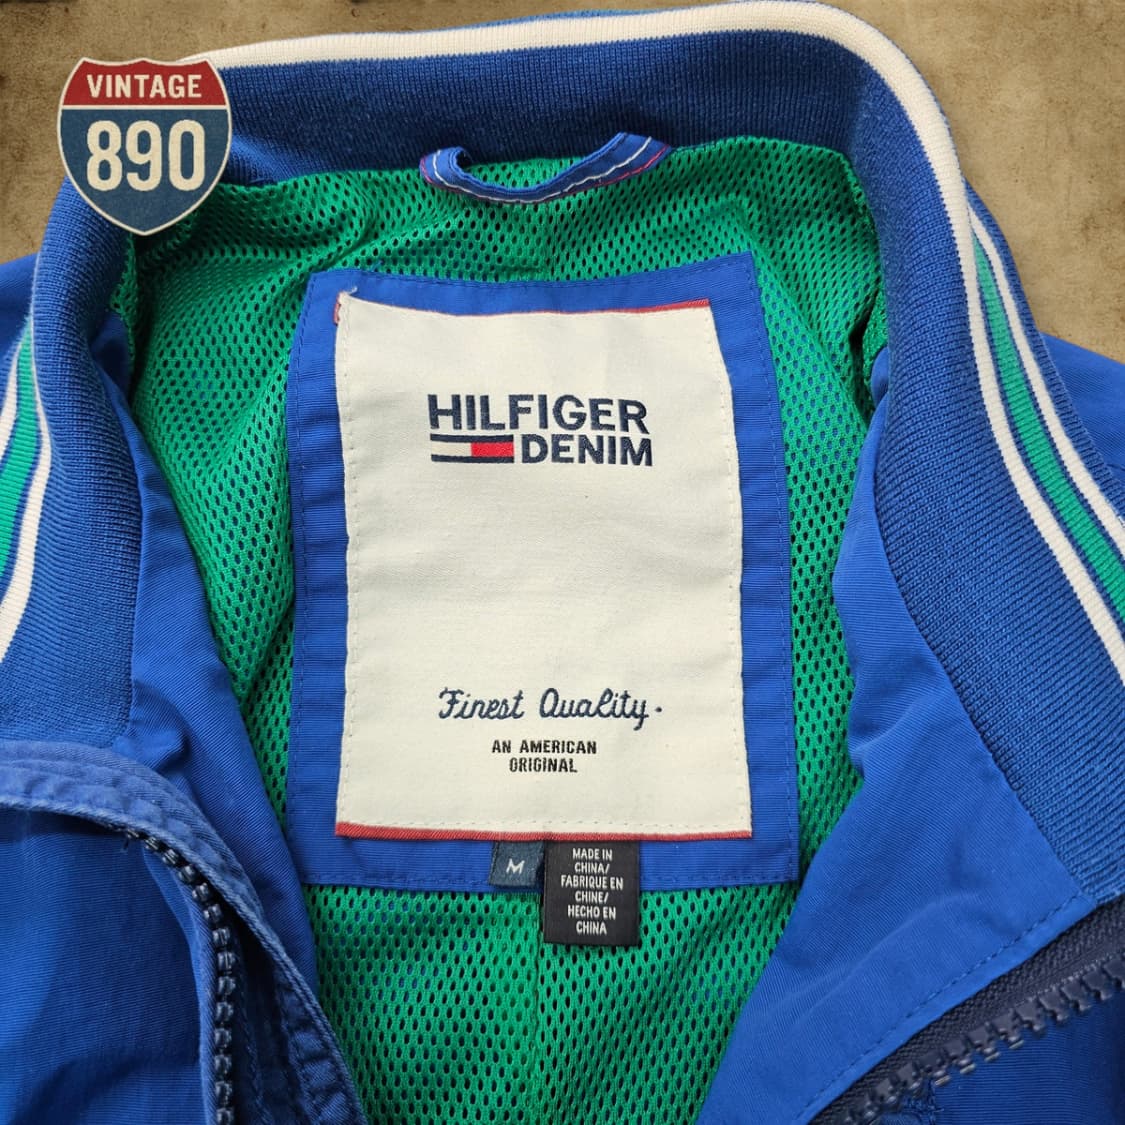 VINTAGE
890
HILFIGER
DENIM
Finest Quality.
AN AMERICAN
ORIGINAL
M
MADE IN
CHINA/
FABRIQUE EN
CHINE/
HECHO EN
CHINA